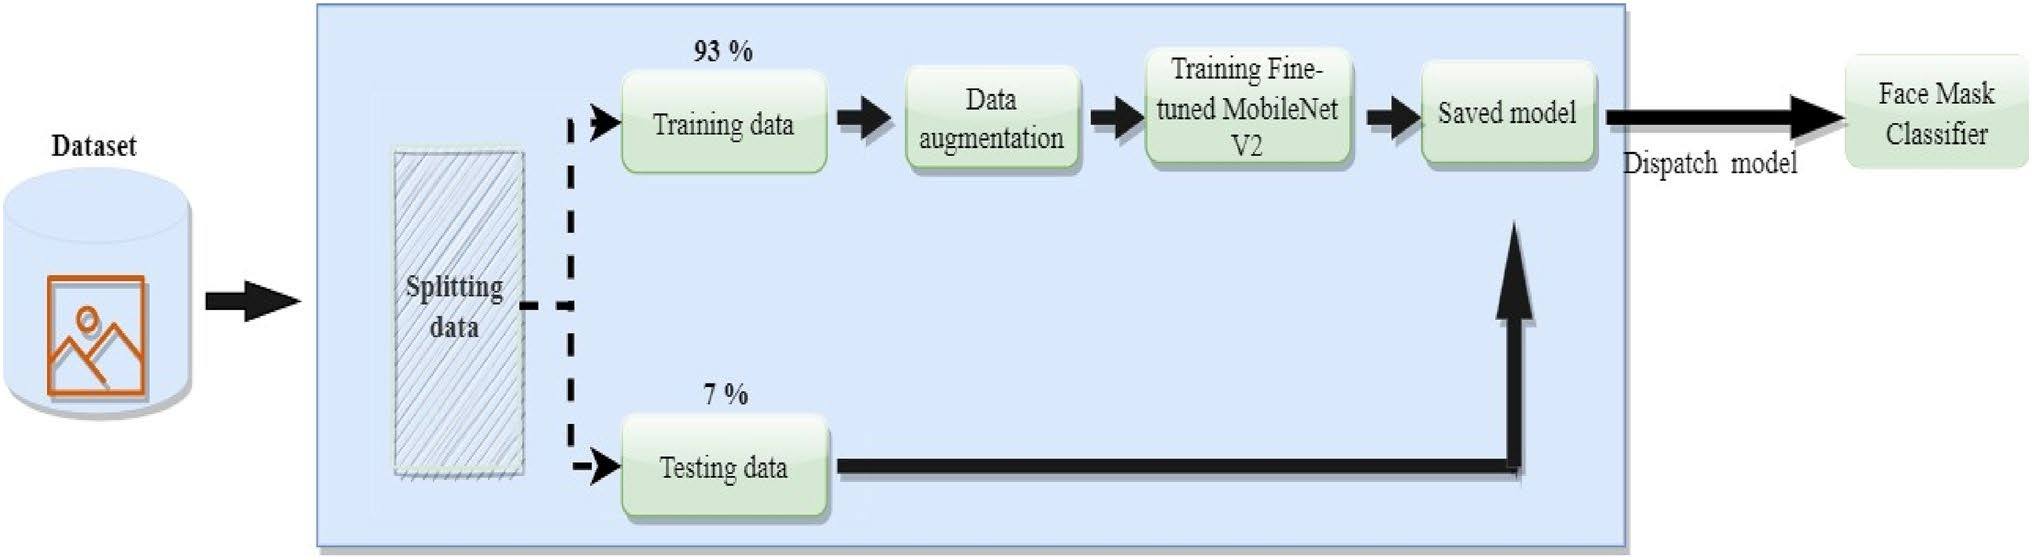 Dataset
Splitting
data
93 %
Training data
Data
augmentation
Training Fine-
tuned MobileNet
V2
Saved model
Dispatch model
Face Mask
Classifier
7 %
Testing data